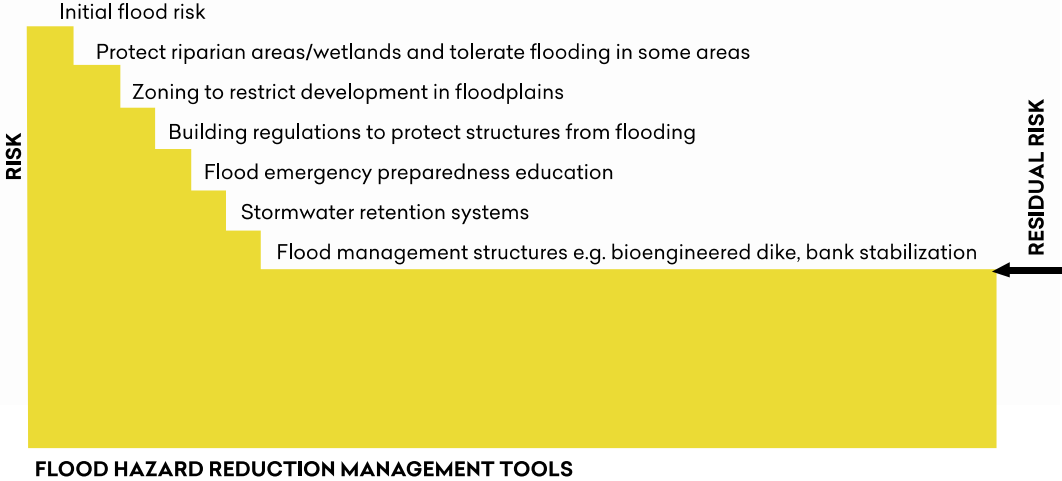 Initial flood risk
Protect riparian areas/wetlands and tolerate flooding in some areas
Zoning to restrict development in floodplains
Building regulations to protect structures from flooding
Flood emergency preparedness education
Stormwater retention systems
Flood management structures e.g. bioengineered dike, bank stabilization
RISK
RESIDUAL RISK
FLOOD HAZARD REDUCTION MANAGEMENT TOOLS